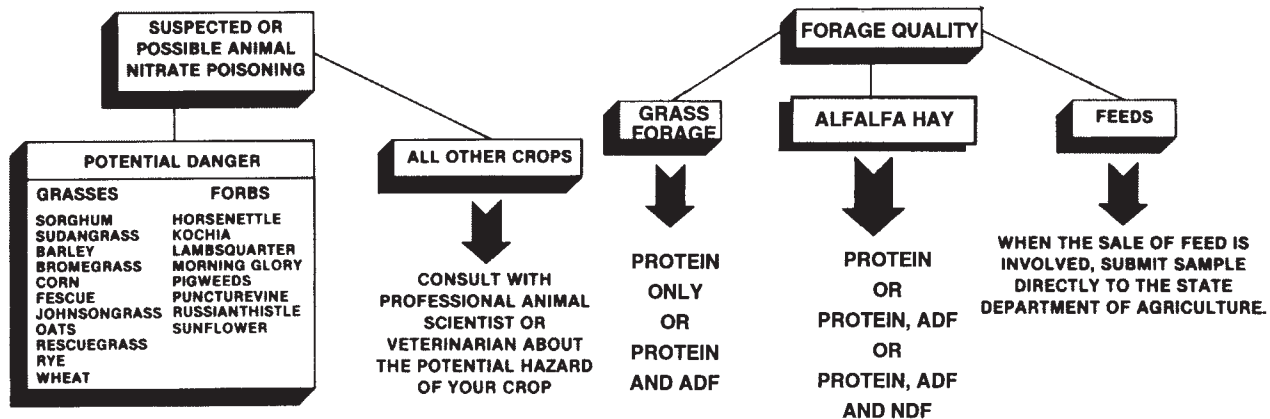 SUSPECTED OR
POSSIBLE ANIMAL
NITRATE POISONING
POTENTIAL DANGER
GRASSES
SORGHUM
SUDANGRASS
BARLEY
BROMEGRASS
CORN
FESCUE
JOHNSONGRASS
OATS
RESCUEGRASS
RYE
WHEAT
FORBS
HORSENETTLE
KOCHIA
LAMBSQUARTER
MORNING GLORY
PIGWEEDS
PUNCTUREVINE
RUSSIANTHISTLE
SUNFLOWER
ALL OTHER CROPS
CONSULT WITH
PROFESSIONAL ANIMAL
SCIENTIST OR
VETERINARIAN ABOUT
THE POTENTIAL HAZARD
OF YOUR CROP
FORAGE QUALITY
GRASS
FORAGE
PROTEIN
ONLY
OR
PROTEIN
AND ADF
ALFALFA HAY
PROTEIN
OR
PROTEIN, ADF
OR
PROTEIN, ADF
AND NDF
FEEDS
WHEN THE SALE OF FEED IS
INVOLVED, SUBMIT SAMPLE
DIRECTLY TO THE STATE
DEPARTMENT OF AGRICULTURE.